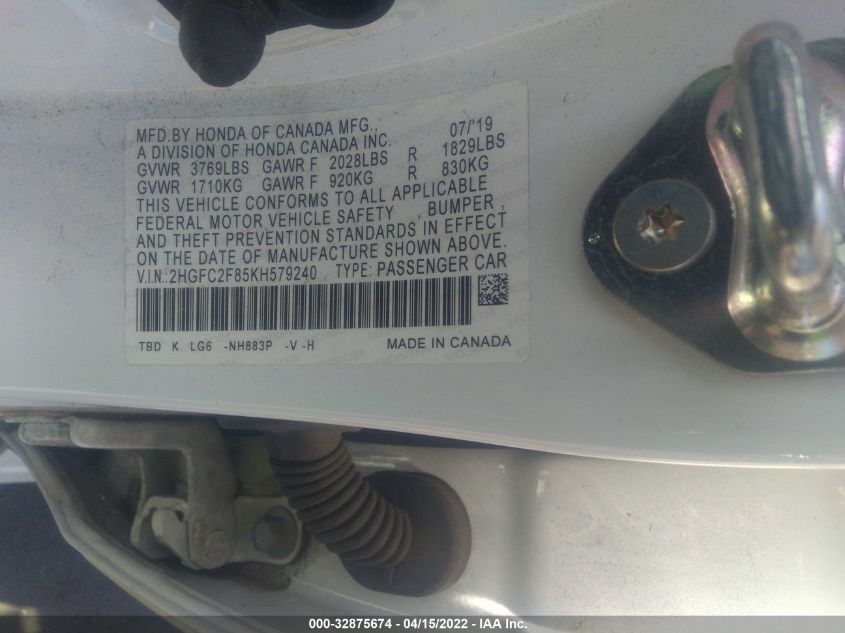 MFD.BY HONDA OF CANADA MFG., 07/'19
A DIVISION OF HONDA CANADA INC.
GVWR 3769LBS GAWR F 2028LBS R 1829LBS
GVWR 1710KG GAWR F 920KG R 830KG
THIS VEHICLE CONFORMS TO ALL APPLICABLE
FEDERAL MOTOR VEHICLE SAFETY , BUMPER ,
AND THEFT PREVENTION STANDARDS IN EFFECT
ON THE DATE OF MANUFACTURE SHOWN ABOVE.
V.I.N.:2HGFC2F85KH579240 TYPE: PASSENGER CAR
TBD K LG6 -NH883P -V -H MADE IN CANADA
000-32875674 - 04/15/2022 - IAA Inc.